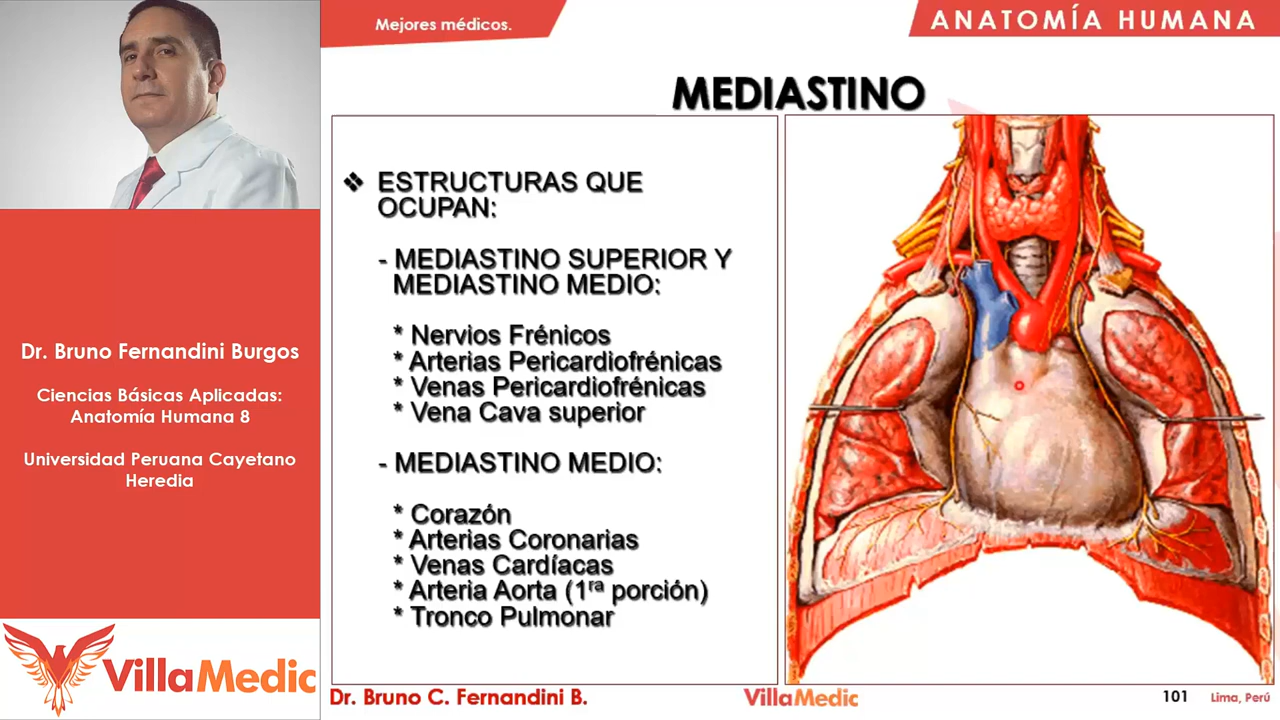 Mejores médicos.
ANATOMÍA HUMANA
MEDIASTINO
❖ ESTRUCTURAS QUE
OCUPAN:
- MEDIASTINO SUPERIOR Y
MEDIASTINO MEDIO:
* Nervios Frénicos
* Arterias Pericardiofrénicas
* Venas Pericardiofrénicas
* Vena Cava superior
- MEDIASTINO MEDIO:
* Corazón
* Arterias Coronarias
* Venas Cardíacas
* Arteria Aorta (1ra porción)
* Tronco Pulmonar
Dr. Bruno Fernandini Burgos
Ciencias Básicas Aplicadas:
Anatomía Humana 8
Universidad Peruana Cayetano
Heredia
VillaMedic
Dr. Bruno C. Fernandini B.
VillaMedic
101
Lima, Perú